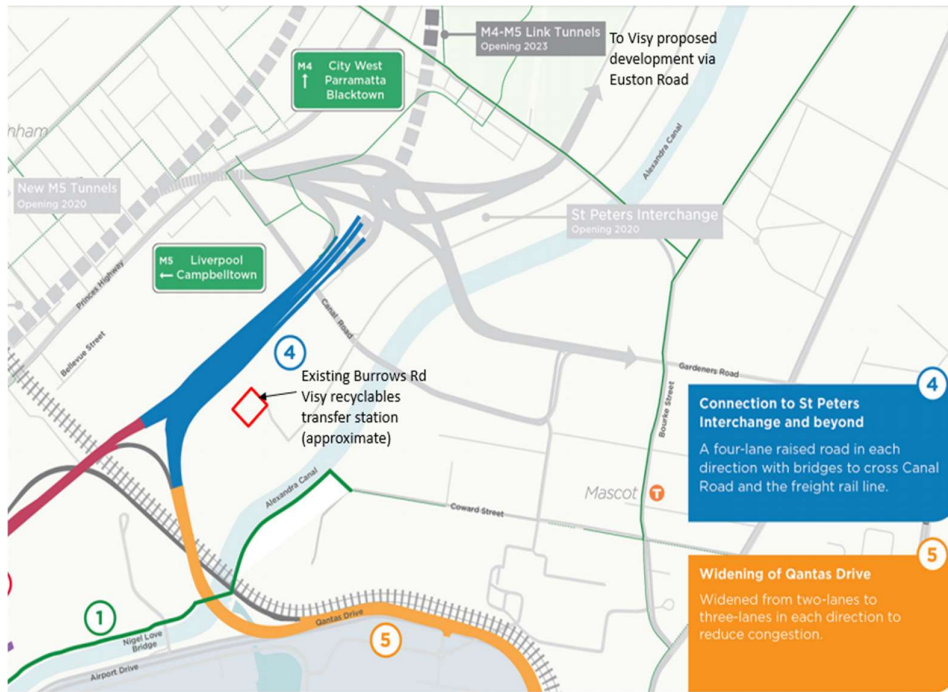 M4-M5 Link Tunnels
Opening 2023
To Visy proposed
development via
Euston Road
M4
City West
Parramatta
Blacktown
Alexandra Canal
nham
New M5 Tunnels
Opening 2020
St Peters Interchange
Opening 2020
M5
Liverpool
Campbelltown
Princes Highway
Canal Road
Bellevue Street
4
Existing Burrows Rd
Visy recyclables
transfer station
(approximate)
Gardeners Road
Bourke Street
4
Connection to St Peters
Interchange and beyond
A four-lane raised road in each
direction with bridges to cross Canal
Road and the freight rail line.
Alexandra Canal
Mascot
T
Coward Street
5
Widening of Qantas Drive
Widened from two-lanes to
three-lanes in each direction to
reduce congestion.
1
Nigel Love
Bridge
Qantas Drive
5
Airport Drive